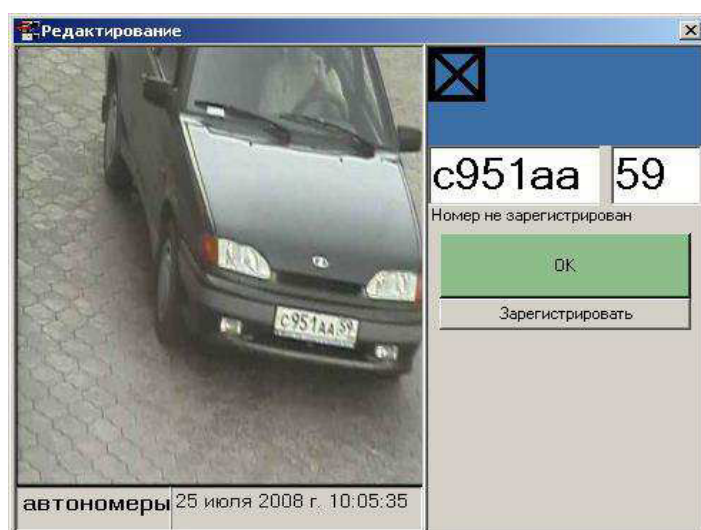 Редактирование
с951аа 59
Номер не зарегистрирован
OK
Зарегистрировать
с951аа 59
автономеры 25 июля 2008 г. 10:05:35